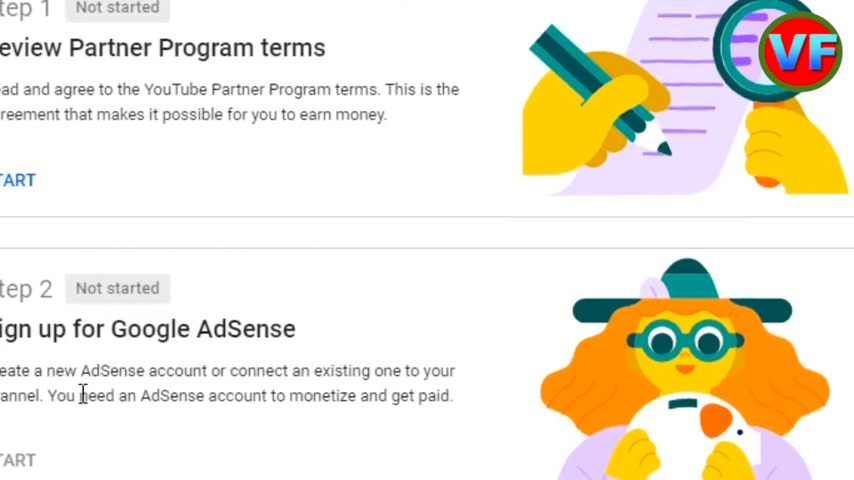 tep 1 Not started
VF
eview Partner Program terms
ad and agree to the YouTube Partner Program terms. This is the
reement that makes it possible for you to earn money.
TART
tep 2 Not started
ign up for Google AdSense
eate a new AdSense account or connect an existing one to your
annel. You need an AdSense account to monetize and get paid.
TART